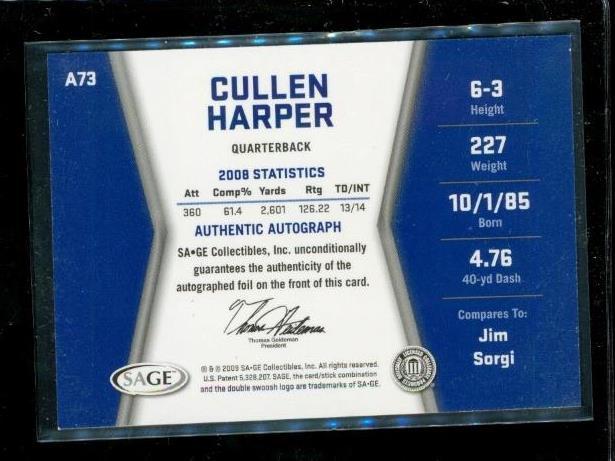 A73
CULLEN
HARPER
QUARTERBACK
2008 STATISTICS
Att Comp% Yards Rtg TD/INT
360 61.4 2,601 126.22 13/14
AUTHENTIC AUTOGRAPH
SA•GE Collectibles, Inc. unconditionally
guarantees the authenticity of the
autographed foil on the front of this card.
Thomas Geideman
President
SAGE
® & © 2009 SA•GE Collectibles, Inc. All rights reserved.
U.S. Patent 5,328,207. SAGE, the card/stick combination
and the double swoosh logo are trademarks of SA•GE.
6-3
Height
227
Weight
10/1/85
Born
4.76
40-yd Dash
Compares To:
Jim
Sorgi